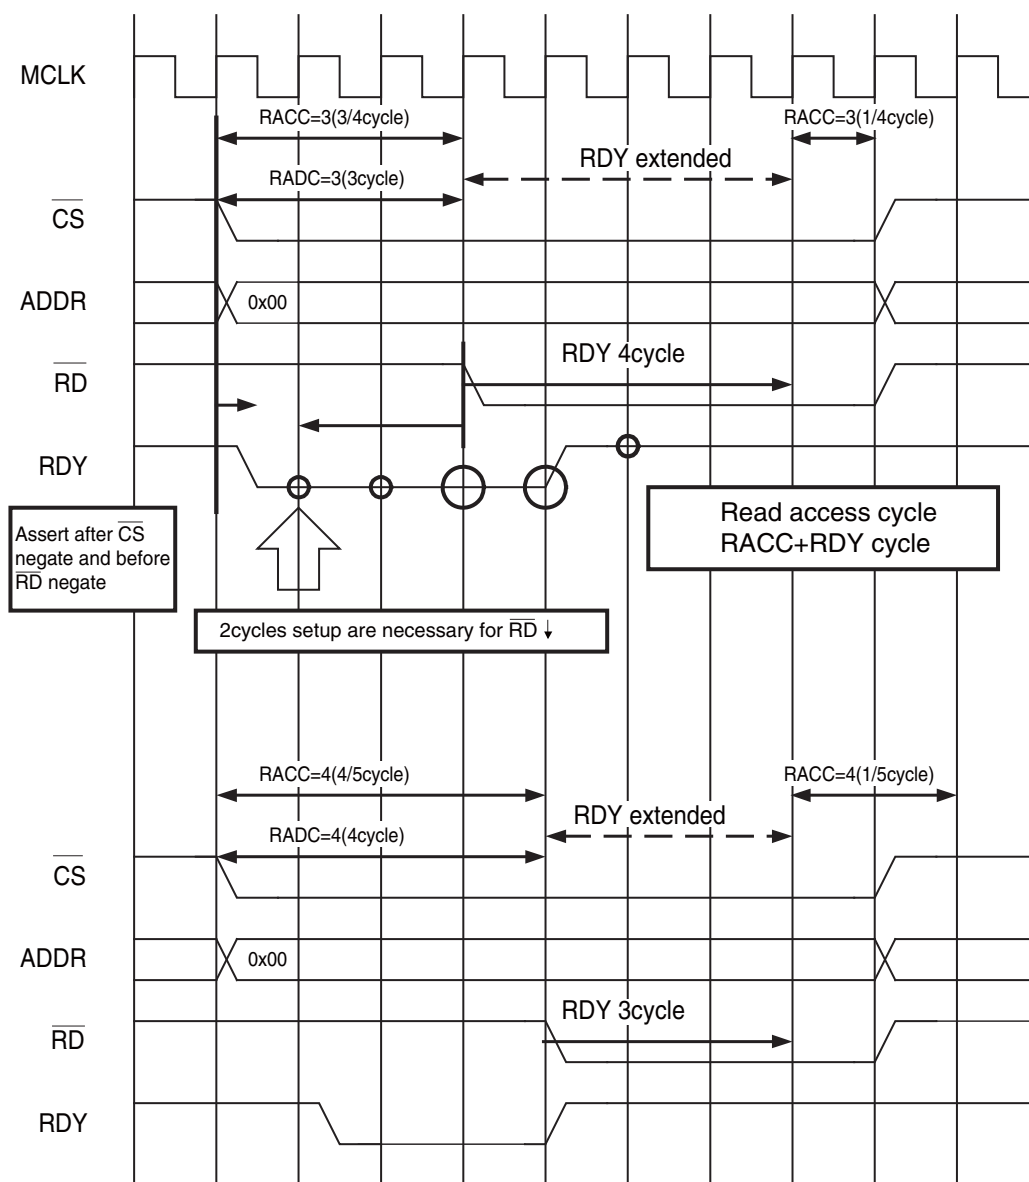 MCLK
RACC=3(3/4cycle)
RACC=3(1/4cycle)
RDY extended
RADC=3(3cycle)
CS
ADDR
0x00
RD
RDY 4cycle
RDY
Assert after CS
negate and before
RD negate
Read access cycle
RACC+RDY cycle
2cycles setup are necessary for RD ↓
RACC=4(4/5cycle)
RACC=4(1/5cycle)
RDY extended
RADC=4(4cycle)
CS
ADDR
0x00
RD
RDY 3cycle
RDY